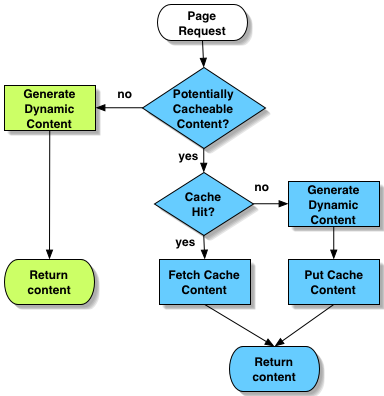 Page
Request
Potentially
Cacheable
Content?
no
Generate
Dynamic
Content
yes
Cache
Hit?
no
Generate
Dynamic
Content
yes
Return
content
Fetch Cache
Content
Put Cache
Content
Return
content